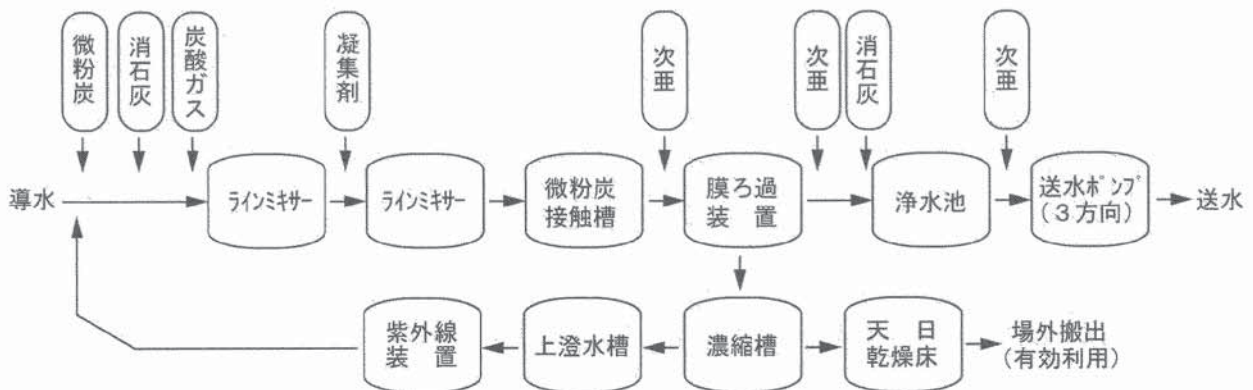 微粉炭
消石灰
炭酸ガス
凝集剤
次亜
次亜
消石灰
次亜
導水
ラインミキサー
ラインミキサー
微粉炭
接触槽
膜ろ過
装置
浄水池
送水ポンプ
(3方向)
送水
紫外線
装置
上澄水槽
濃縮槽
天日
乾燥床
場外搬出
(有効利用)